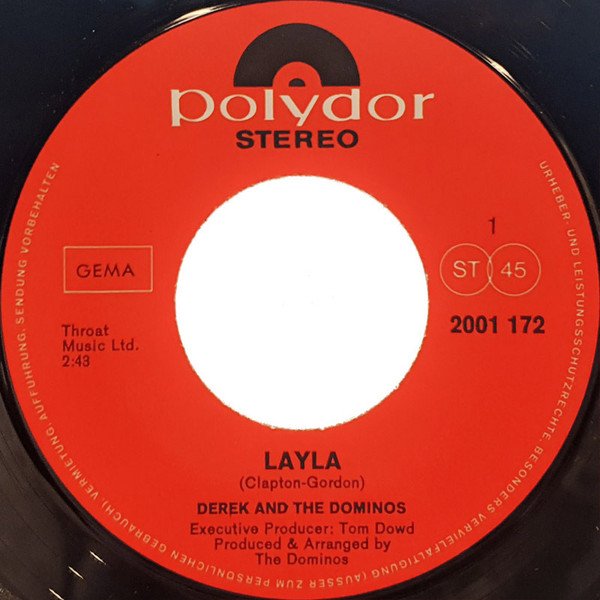 polydor
STEREO
GEMA
1
ST 45
2001 172
Throat
Music Ltd.
2:43
LAYLA
(Clapton-Gordon)
DEREK AND THE DOMINOS
Executive Producer: Tom Dowd
Produced & Arranged by
The Dominos
URHEBER- UND LEISTUNGSSCHUTZRECHTE, BESONDERS VERVIELFÄLTIGUNG (AUSSER ZUM PERSÖNLICHEN GEBRAUCH), VERMIETUNG, AUFFÜHRUNG, SENDUNG VORBEHALTEN